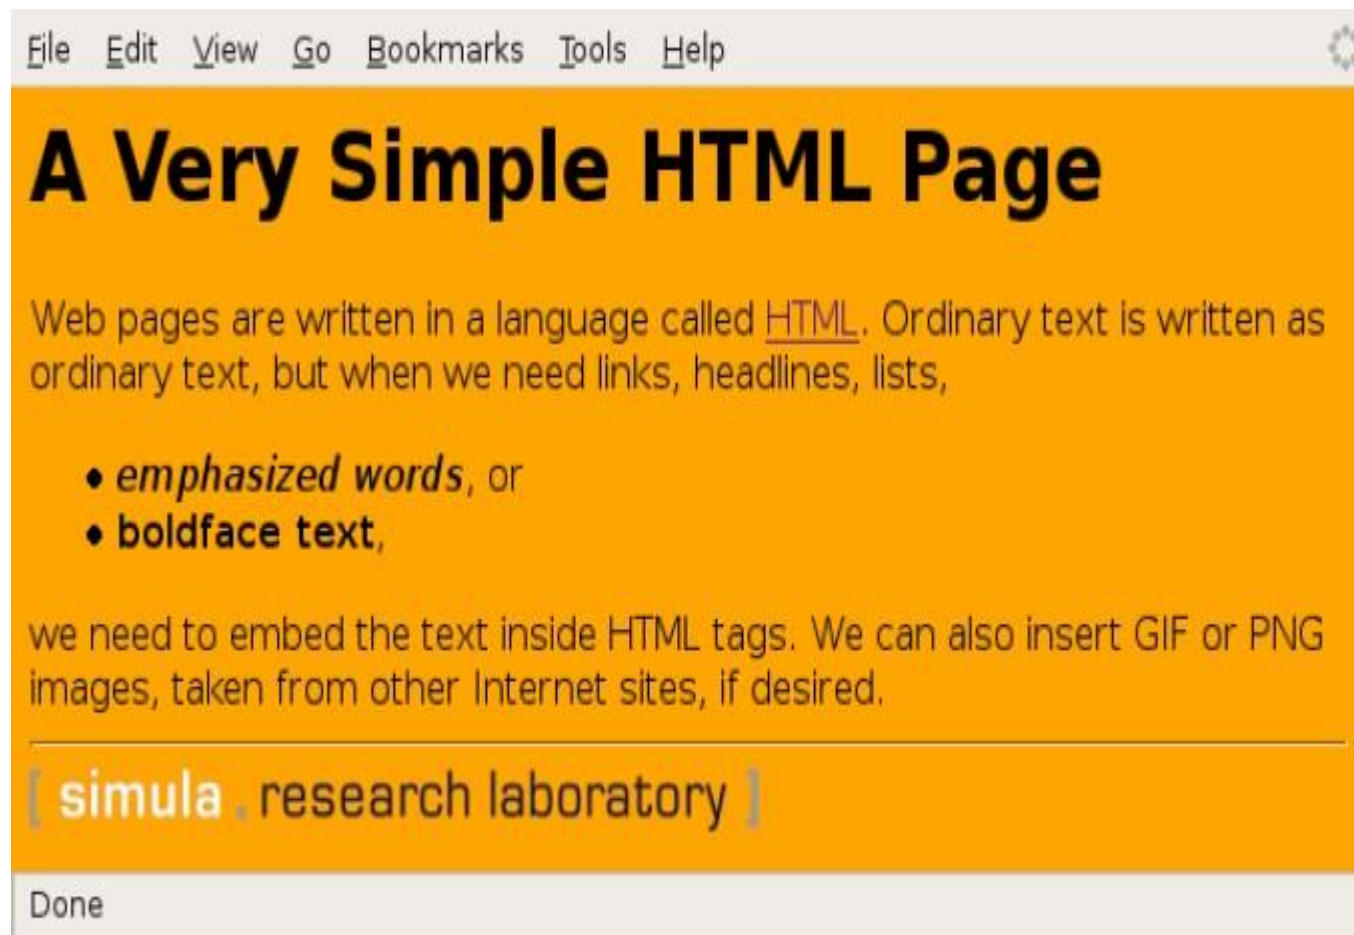 File Edit View Go Bookmarks Tools Help
A Very Simple HTML Page
Web pages are written in a language called HTML. Ordinary text is written as
ordinary text, but when we need links, headlines, lists,
• emphasized words, or
• boldface text,
we need to embed the text inside HTML tags. We can also insert GIF or PNG
images, taken from other Internet sites, if desired.
[ simula . research laboratory ]
Done